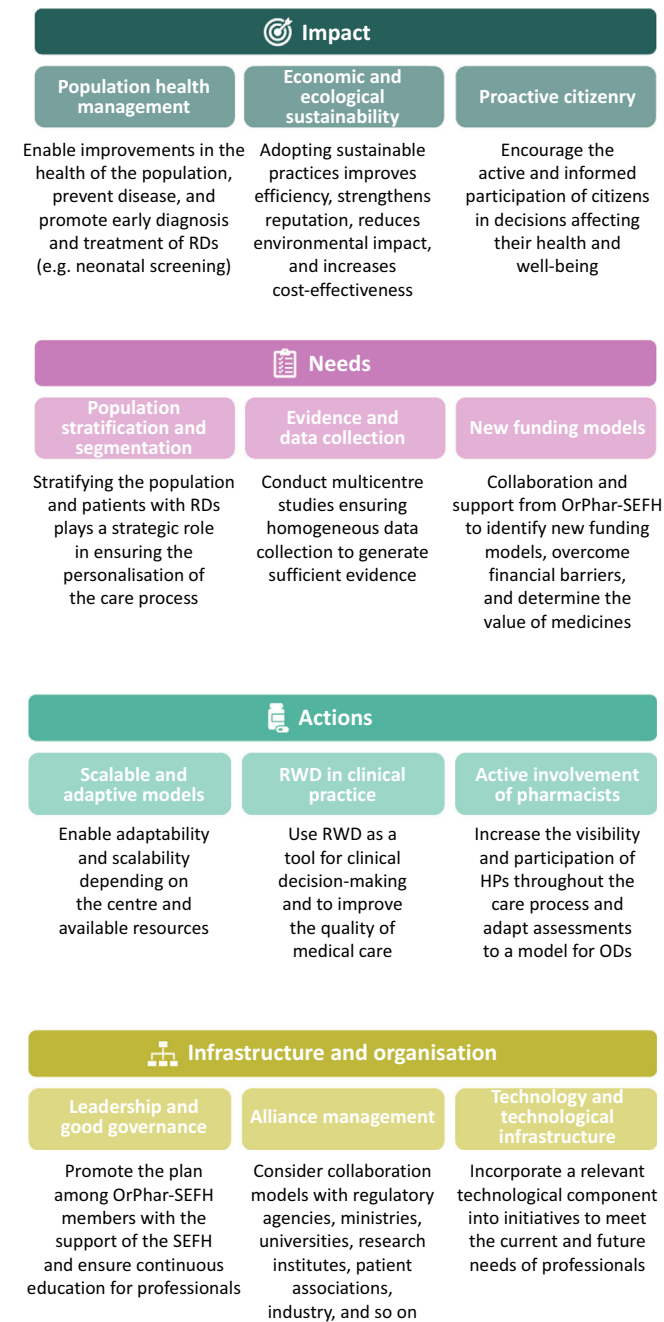 Impact
Population health
management
Enable improvements in the
health of the population,
prevent disease, and
promote early diagnosis
and treatment of RDs
(e.g. neonatal screening)
Economic and
ecological
sustainability
Adopting sustainable
practices improves
efficiency, strengthens
reputation, reduces
environmental impact,
and increases
cost-effectiveness
Proactive citizenry
Encourage the
active and informed
participation of citizens
in decisions affecting
their health and
well-being
Needs
Population
stratification and
segmentation
Stratifying the population
and patients with RDs
plays a strategic role
in ensuring the
personalisation of
the care process
Evidence and
data collection
Conduct multicentre
studies ensuring
homogeneous data
collection to generate
sufficient evidence
New funding models
Collaboration and
support from OrPhar-SEFH
to identify new funding
models, overcome
financial barriers,
and determine the
value of medicines
Actions
Scalable and
adaptive models
Enable adaptability
and scalability
depending on
the centre and
available resources
RWD in clinical
practice
Use RWD as a
tool for clinical
decision-making
and to improve
the quality of
medical care
Active involvement
of pharmacists
Increase the visibility
and participation of
HPs throughout the
care process and
adapt assessments
to a model for ODs
Infrastructure and organisation
Leadership and
good governance
Promote the plan
among OrPhar-SEFH
members with the
support of the SEFH
and ensure continuous
education for professionals
Alliance management
Consider collaboration
models with regulatory
agencies, ministries,
universities, research
institutes, patient
associations,
industry, and so on
Technology and
technological
infrastructure
Incorporate a relevant
technological component
into initiatives to meet
the current and future
needs of professionals